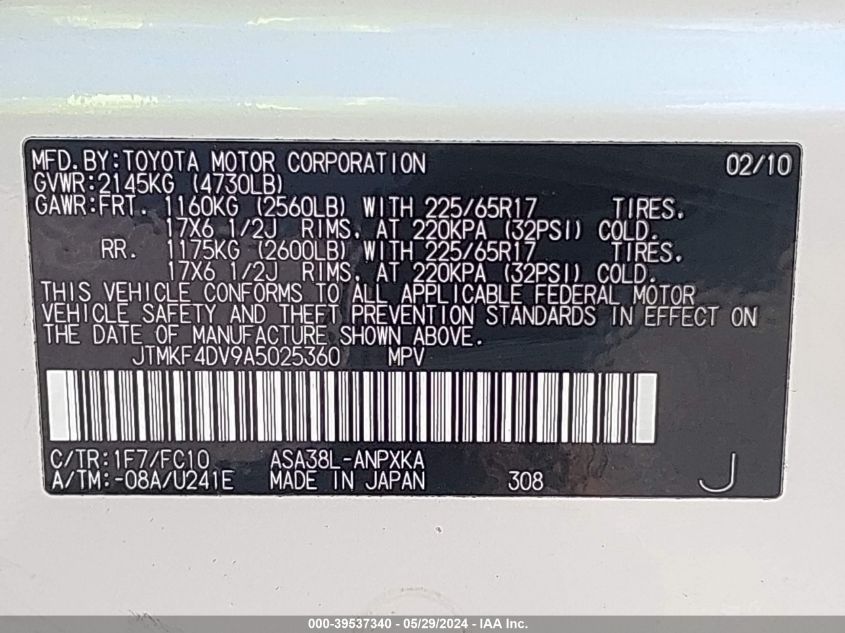 MFD.BY:TOYOTA MOTOR CORPORATION 02/10
GVWR:2145KG (4730LB)
GAWR:FRT. 1160KG (2560LB) WITH 225/65R17 TIRES.
17X6 1/2J RIMS. AT 220KPA (32PSI) COLD.
RR. 1175KG (2600LB) WITH 225/65R17 TIRES.
17X6 1/2J RIMS. AT 220KPA (32PSI) COLD.
THIS VEHICLE CONFORMS TO ALL APPLICABLE FEDERAL MOTOR
VEHICLE SAFETY AND THEFT PREVENTION STANDARDS IN EFFECT ON
THE DATE OF MANUFACTURE SHOWN ABOVE.
JTMKF4DV9A5025360 MPV
C/TR:1F7/FC10 ASA38L-ANPXKA
A/TM:-08A/U241E MADE IN JAPAN 308 J
000-39537340 - 05/29/2024 - IAA Inc.